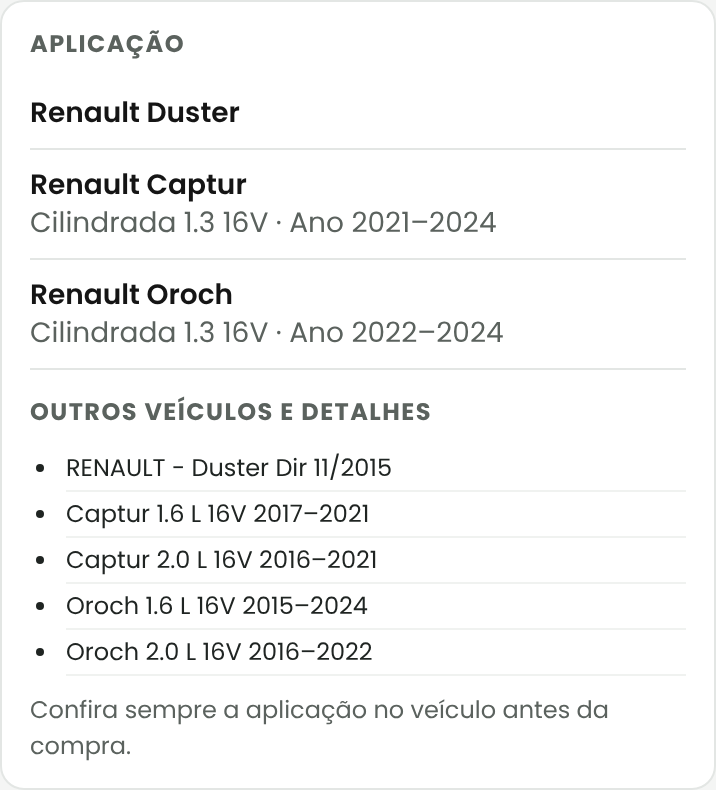 APLICAÇÃO
Renault Duster
Renault Captur
Cilindrada 1.3 16V · Ano 2021–2024
Renault Oroch
Cilindrada 1.3 16V · Ano 2022–2024
OUTROS VEÍCULOS E DETALHES
• RENAULT - Duster Dir 11/2015
• Captur 1.6 L 16V 2017–2021
• Captur 2.0 L 16V 2016–2021
• Oroch 1.6 L 16V 2015–2024
• Oroch 2.0 L 16V 2016–2022
Confira sempre a aplicação no veículo antes da
compra.